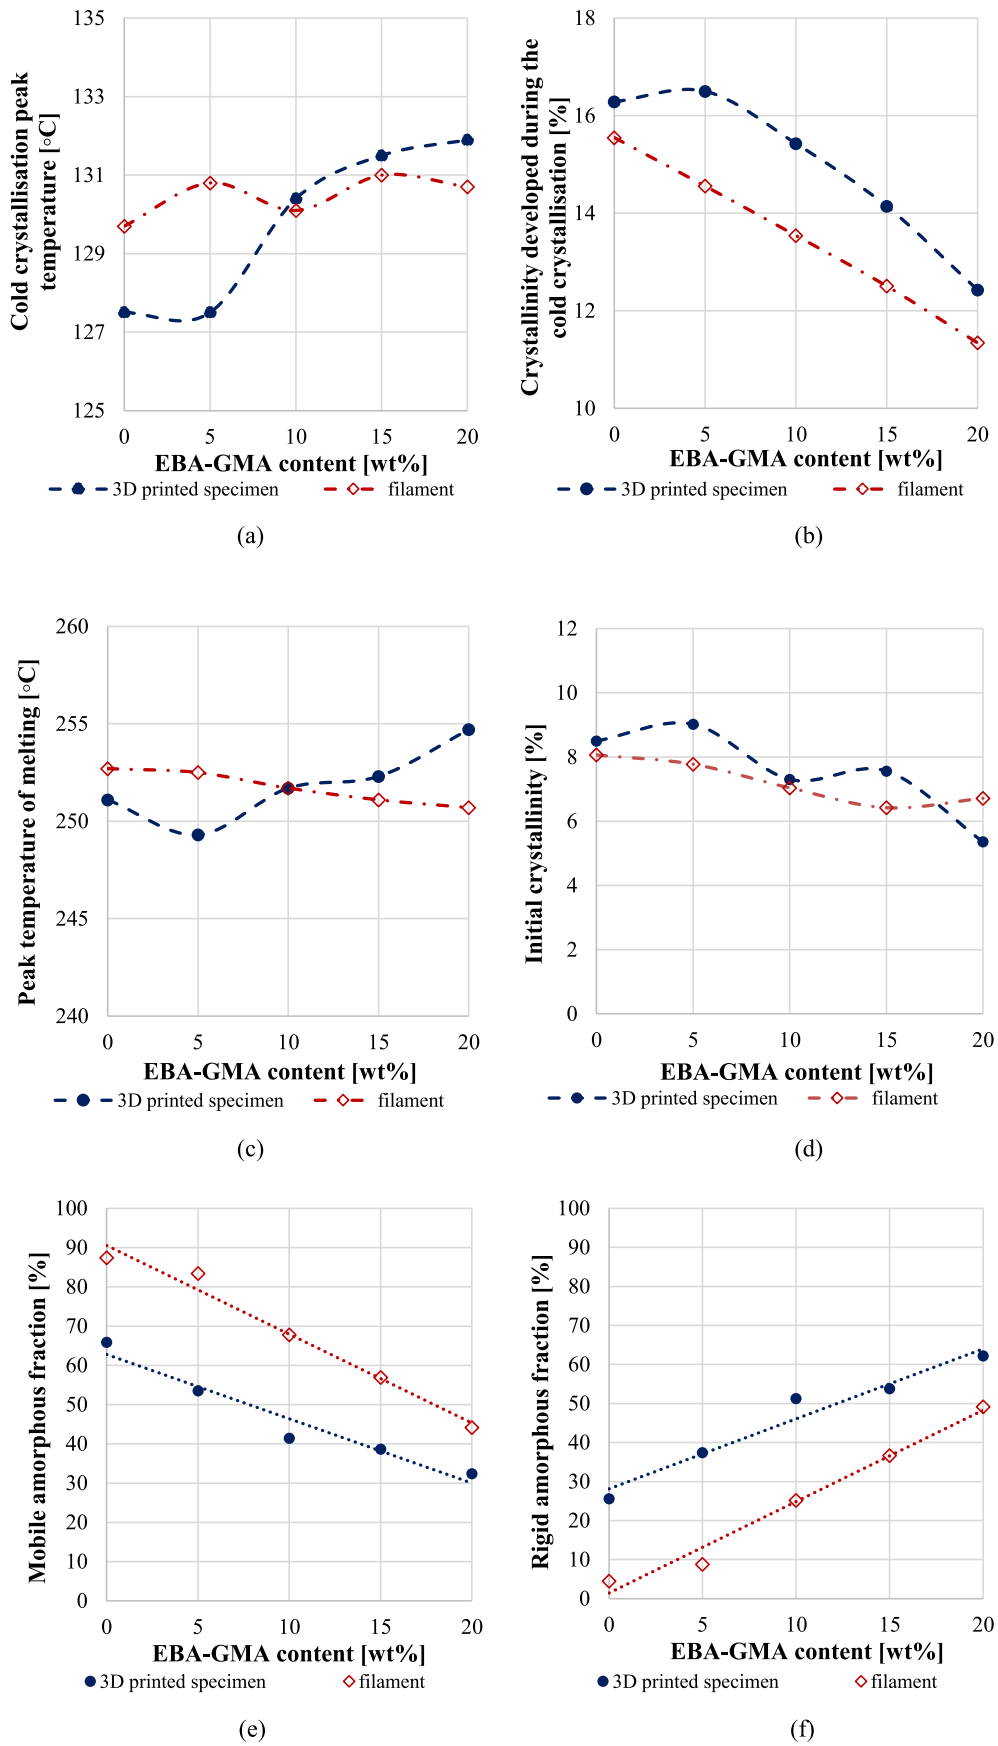 135
133
131
129
127
125
Cold crystallisation peak
temperature [◦C]
0 5 10 15 20
EBA-GMA content [wt%]
3D printed specimen filament
(a)
18
16
14
12
10
Crystallinity developed during the
cold crystallisation [%]
0 5 10 15 20
EBA-GMA content [wt%]
3D printed specimen filament
(b)
260
255
250
245
240
Peak temperature of melting [◦C]
0 5 10 15 20
EBA-GMA content [wt%]
3D printed specimen filament
(c)
12
10
8
6
4
2
0
Initial crystallinity [%]
0 5 10 15 20
EBA-GMA content [wt%]
3D printed specimen filament
(d)
100
90
80
70
60
50
40
30
20
10
0
Mobile amorphous fraction [%]
0 5 10 15 20
EBA-GMA content [wt%]
3D printed specimen filament
(e)
100
90
80
70
60
50
40
30
20
10
0
Rigid amorphous fraction [%]
0 5 10 15 20
EBA-GMA content [wt%]
3D printed specimen filament
(f)